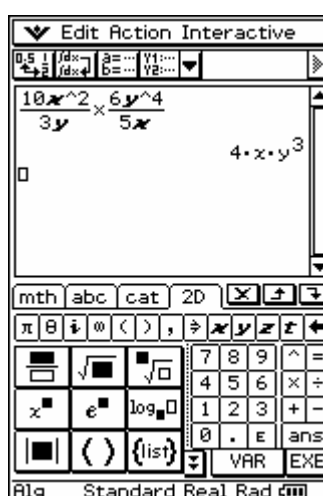 Edit Action Interactive
10x^2/3y × 6y^4/5x
4·x·y³
mth abc cat 2D
π θ i ∞ ( ) , ⇒ x y z t ←
7 8 9 ^ =
4 5 6 × ÷
x■ e■ log■□ 1 2 3 + -
|■| ( ) {list} 0 . E ans
VAR EXE
Alg Standard Real Rad